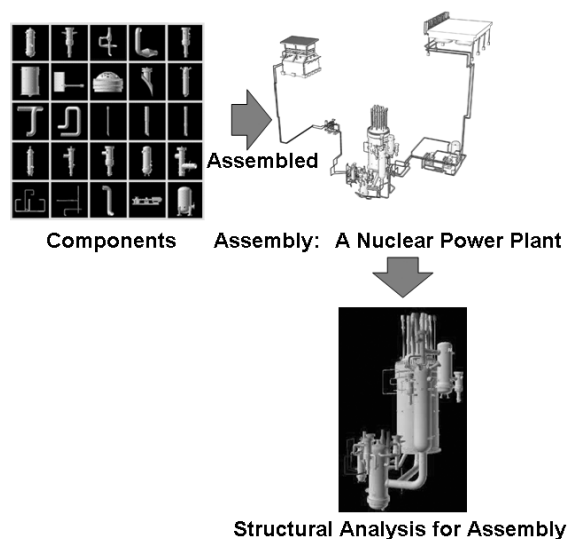 Assembled
Components
Assembly: A Nuclear Power Plant
Structural Analysis for Assembly